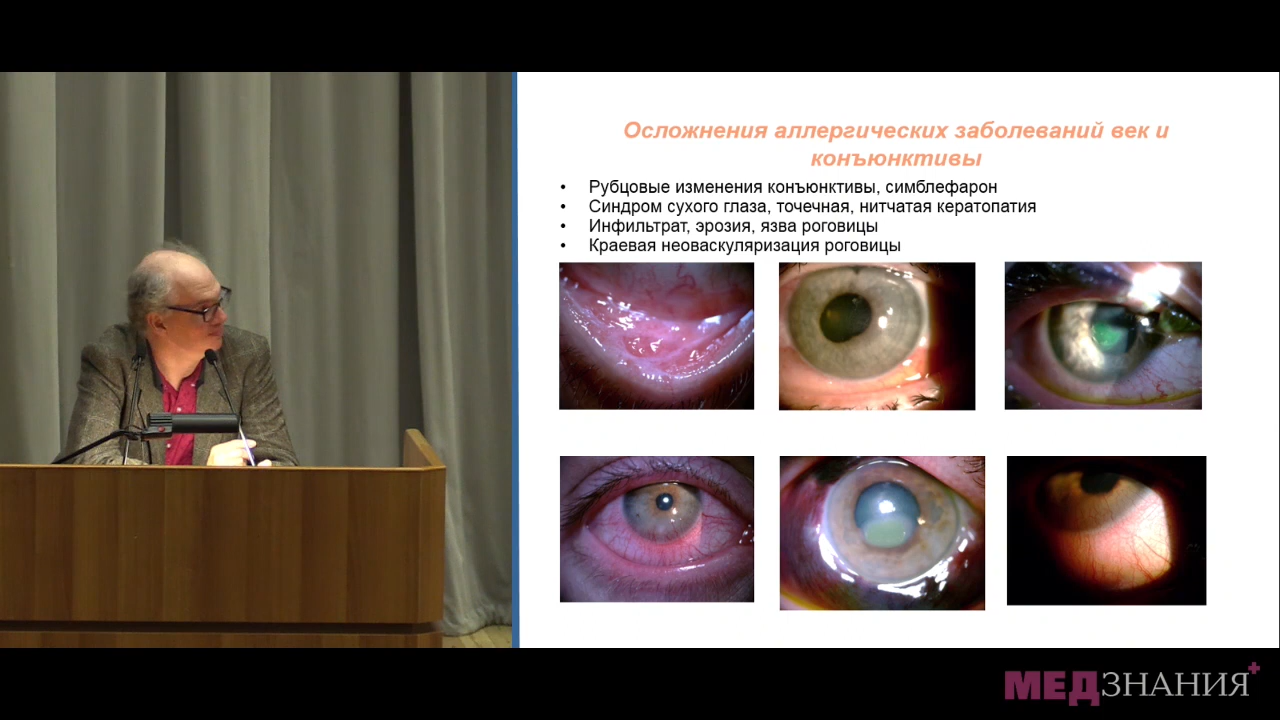 Осложнения аллергических заболеваний век и
конъюнктивы
• Рубцовые изменения конъюнктивы, симблефарон
• Синдром сухого глаза, точечная, нитчатая кератопатия
• Инфильтрат, эрозия, язва роговицы
• Краевая неоваскуляризация роговицы
МЕДЗНАНИЯ+